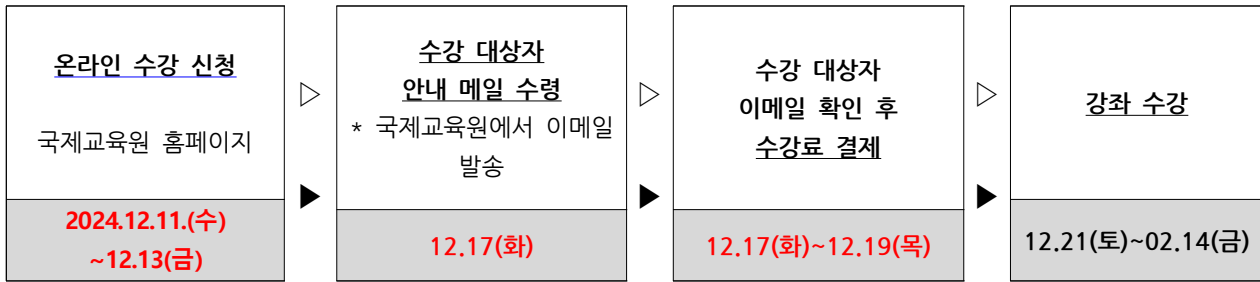 온라인 수강 신청
국제교육원 홈페이지
2024.12.11.(수)
~12.13(금)
▷
▶
수강 대상자
안내 메일 수령
* 국제교육원에서 이메일
발송
12.17(화)
▷
▶
수강 대상자
이메일 확인 후
수강료 결제
12.17(화)~12.19(목)
▷
▶
강좌 수강
12.21(토)~02.14(금)